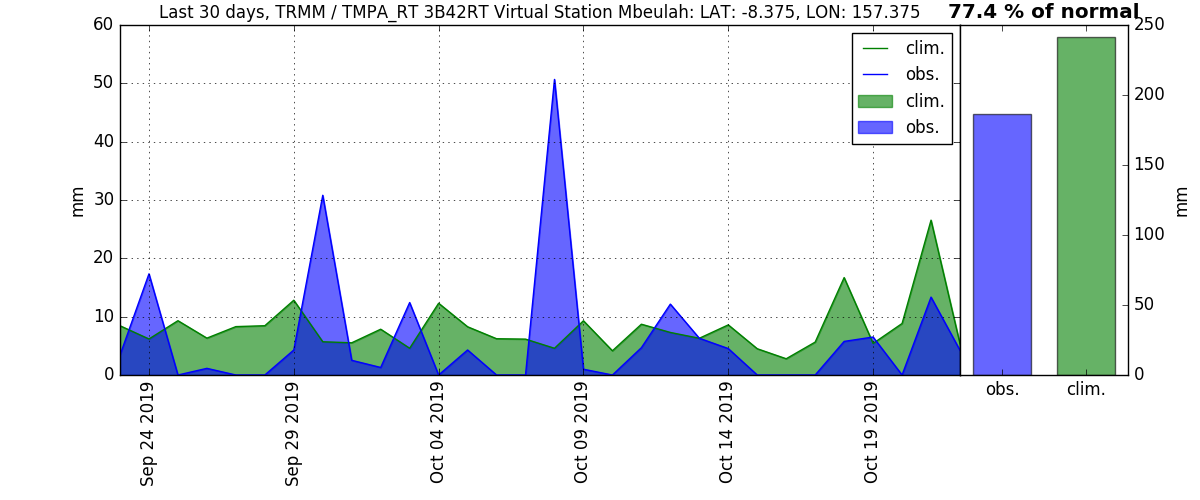 Last 30 days, TRMM / TMPA_RT 3B42RT Virtual Station Mbeulah: LAT: -8.375, LON: 157.375
77.4 % of normal
60
50
40
30
20
10
0
mm
clim.
obs.
clim.
obs.
Sep 24 2019
Sep 29 2019
Oct 04 2019
Oct 09 2019
Oct 14 2019
Oct 19 2019
250
200
150
100
50
0
mm
obs.
clim.